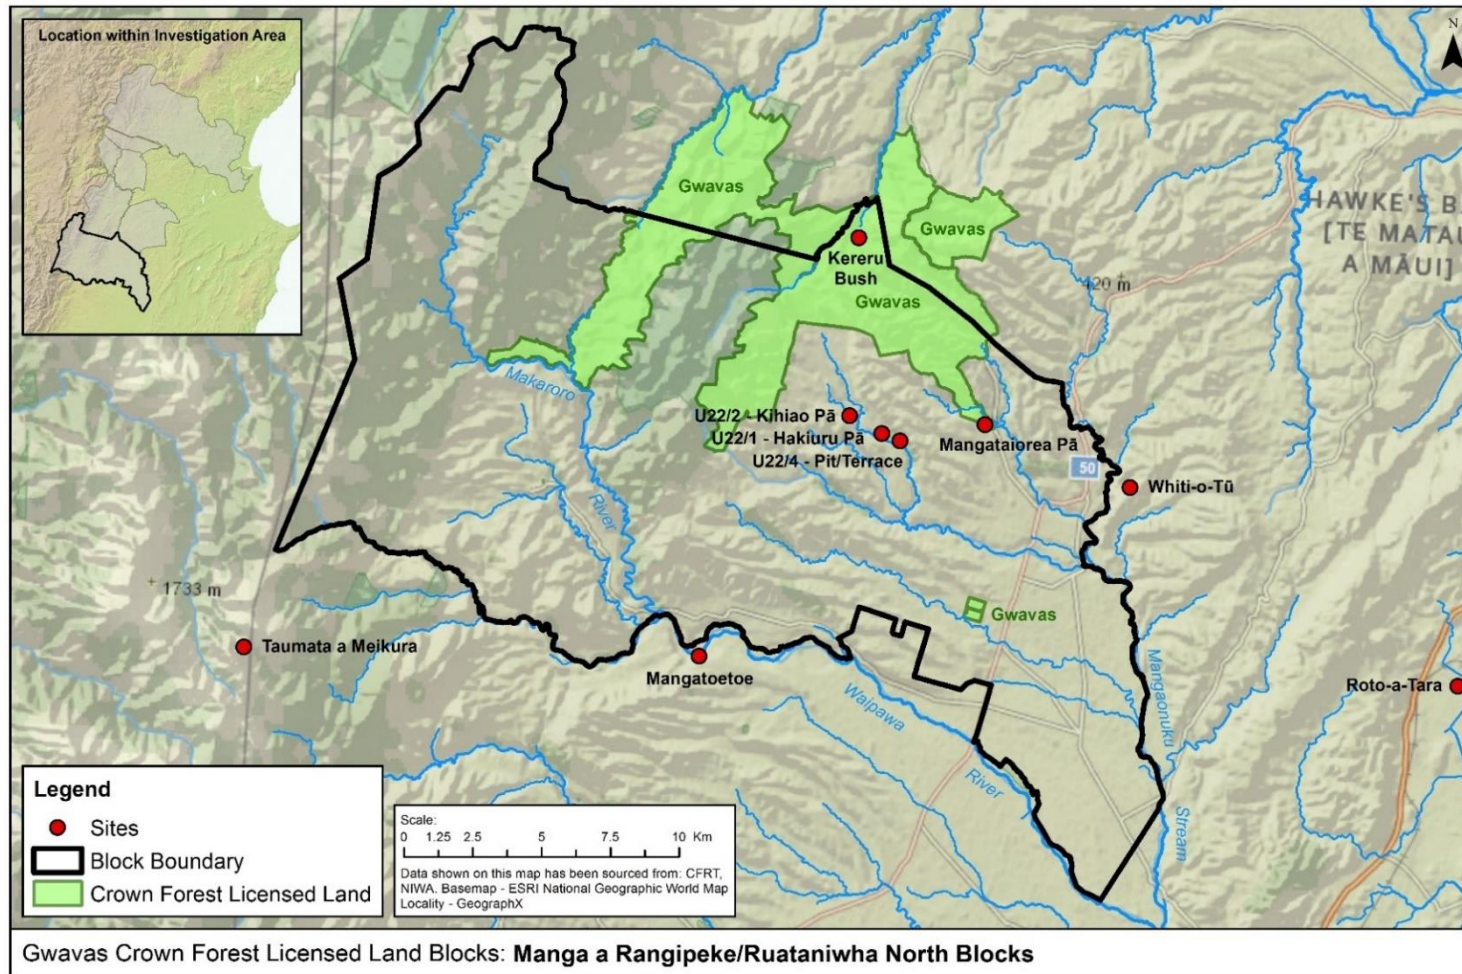 Location within Investigation Area
N
Gwavas
Gwavas
HAWKE'S B
[TE MATAU
A MĀUI]
Kereru
Bush
Gwavas
420 m
Makaroro
River
U22/2 - Kihiao Pā
U22/1 - Hakiuru Pā
U22/4 - Pit/Terrace
Mangataiorea Pā
50
Whiti-o-Tū
1733 m
Gwavas
Taumata a Meikura
Mangatoetoe
Waipawa
River
Mangaonuku
Stream
Roto-a-Tara
Legend
Sites
Block Boundary
Crown Forest Licensed Land
Scale:
0 1.25 2.5 5 7.5 10 Km
Data shown on this map has been sourced from: CFRT,
NIWA. Basemap - ESRI National Geographic World Map
Locality - GeographX
Gwavas Crown Forest Licensed Land Blocks: Manga a Rangipeke/Ruataniwha North Blocks